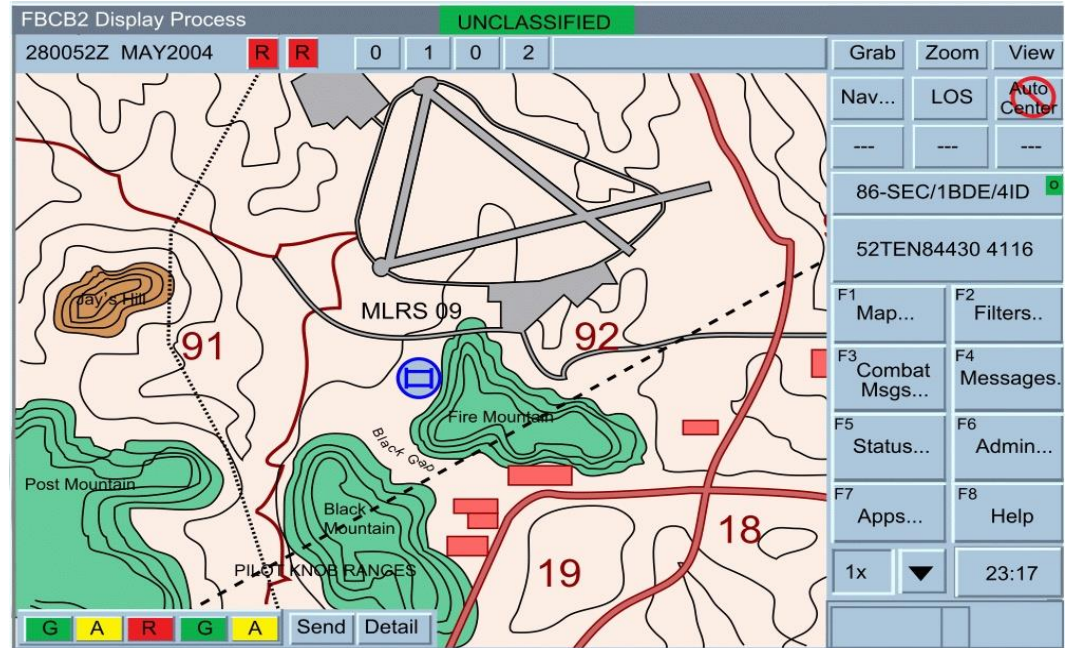 FBCB2 Display Process
UNCLASSIFIED
280052Z MAY2004
R R
0 1 0 2
Grab Zoom View
Nav... LOS Auto
Center
--- --- ---
86-SEC/1BDE/4ID
O
52TEN84430 4116
F1 Map...
F2 Filters..
F3 Combat
Msgs...
F4 Messages.
F5 Status...
F6 Admin...
F7 Apps...
F8 Help
1x
23:17
Jay's Hill
MLRS 09
91
92
Fire Mountain
Black Gap
Post Mountain
Black
Mountain
PILOT KNOB RANGES
18
19
G A R G A Send Detail